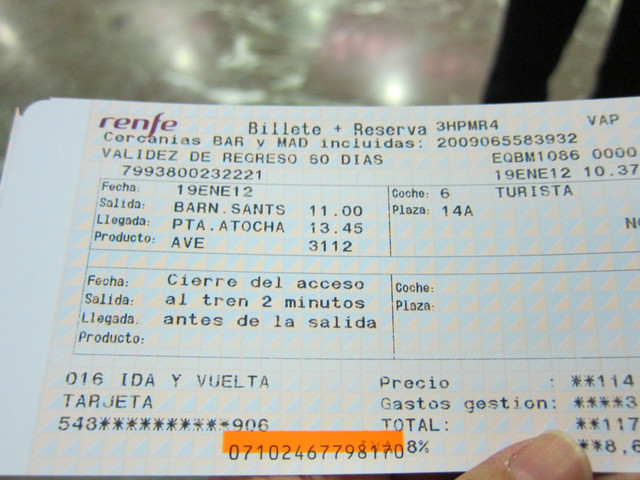 renfe Billete + Reserva 3HPMR4 VAP
Cercanias BAR y MAD incluidas: 2009065583932
VALIDEZ DE REGRESO 60 DIAS EQBM1086 0000
7993800232221 19ENE12 10.37
Fecha: 19ENE12 Coche: 6 TURISTA
Salida: BARN.SANTS 11.00 Plaza: 14A
Llegada: PTA.ATOCHA 13.45
Producto: AVE 3112
Fecha: Cierre del acceso Coche:
Salida: al tren 2 minutos Plaza:
Llegada: antes de la salida
Producto:
016 IDA Y VUELTA Precio : **114
TARJETA Gastos gestion: ****3
548**********906 TOTAL: **117
07102467798170 8% **8,6